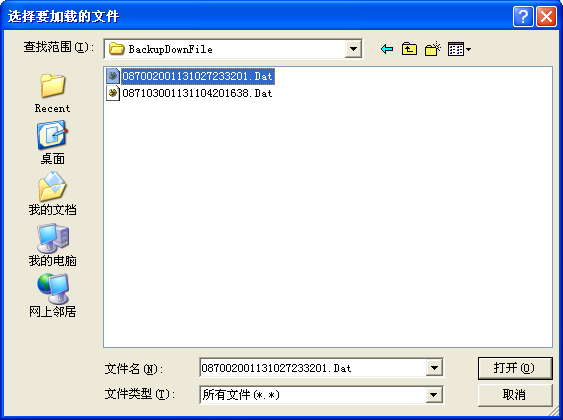 选择要加载的文件
查找范围(I):
BackupDownFile
087002001131027233201.Dat
087103001131104201638.Dat
Recent
桌面
我的文档
我的电脑
网上邻居
文件名(N):
087002001131027233201.Dat
打开(O)
文件类型(T):
所有文件(*.*)
取消